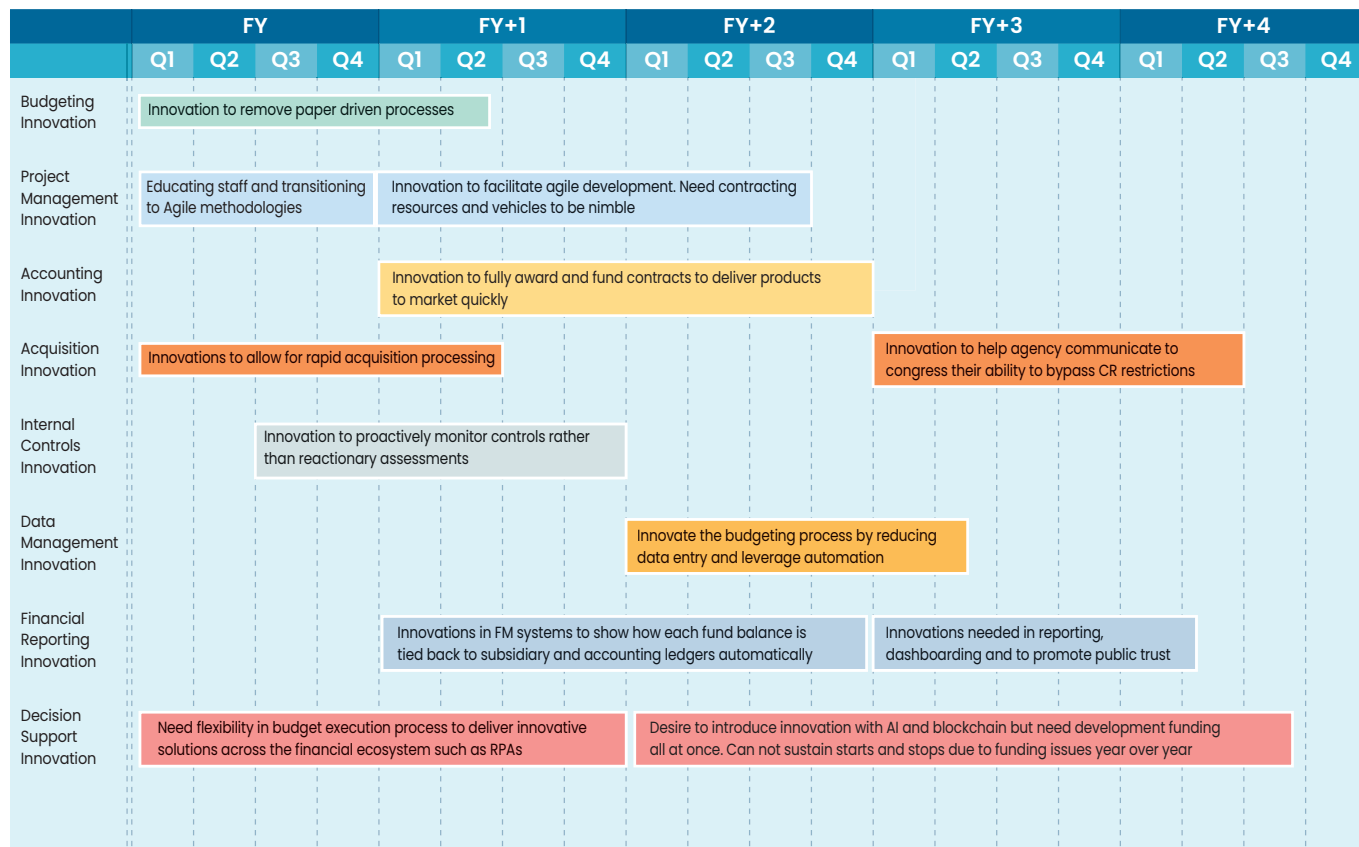 FY FY+1 FY+2 FY+3 FY+4
Q1 Q2 Q3 Q4 Q1 Q2 Q3 Q4 Q1 Q2 Q3 Q4 Q1 Q2 Q3 Q4 Q1 Q2 Q3 Q4
Budgeting
Innovation
Innovation to remove paper driven processes
Project
Management
Innovation
Educating staff and transitioning
to Agile methodologies
Innovation to facilitate agile development. Need contracting
resources and vehicles to be nimble
Accounting
Innovation
Innovation to fully award and fund contracts to deliver products
to market quickly
Acquisition
Innovation
Innovations to allow for rapid acquisition processing
Innovation to help agency communicate to
congress their ability to bypass CR restrictions
Internal
Controls
Innovation
Innovation to proactively monitor controls rather
than reactionary assessments
Data
Management
Innovation
Innovate the budgeting process by reducing
data entry and leverage automation
Financial
Reporting
Innovation
Innovations in FM systems to show how each fund balance is
tied back to subsidiary and accounting ledgers automatically
Innovations needed in reporting,
dashboarding and to promote public trust
Decision
Support
Innovation
Need flexibility in budget execution process to deliver innovative
solutions across the financial ecosystem such as RPAs
Desire to introduce innovation with AI and blockchain but need development funding
all at once. Can not sustain starts and stops due to funding issues year over year